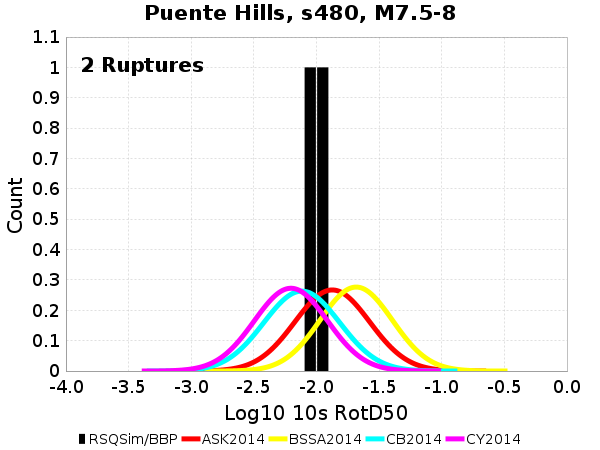 Puente Hills, s480, M7.5-8
1.1
2 Ruptures
1
0.9
0.8
0.7
0.6
0.5
0.4
0.3
0.2
0.1
0
Count
-4.0 -3.5 -3.0 -2.5 -2.0 -1.5 -1.0 -0.5 0.0
Log10 10s RotD50
RSQSim/BBP ASK2014 BSSA2014 CB2014 CY2014